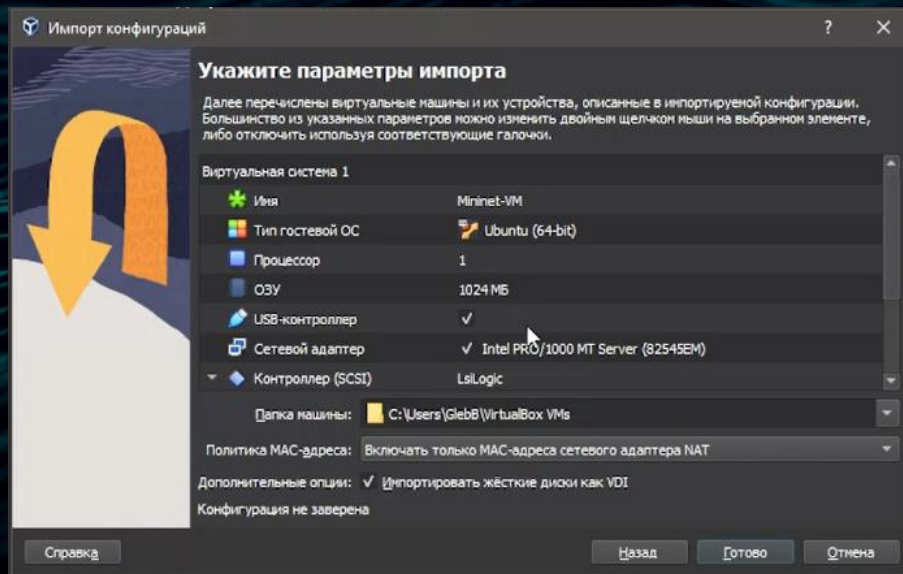 Импорт конфигураций
?
Укажите параметры импорта
Далее перечислены виртуальные машины и их устройства, описанные в импортируемой конфигурации.
Большинство из указанных параметров можно изменить двойным щелчком мыши на выбранном элементе,
либо отключить используя соответствующие галочки.
Виртуальная система 1
Имя Mininet-VM
Тип гостевой ОС Ubuntu (64-bit)
Процессор 1
ОЗУ 1024 МБ
USB-контроллер
Сетевой адаптер Intel PRO/1000 MT Server (82545EM)
Контроллер (SCSI) LsiLogic
Папка машины: C:\Users\GlebB\VirtualBox VMs
Политика MAC-адреса: Включать только MAC-адреса сетевого адаптера NAT
Дополнительные опции: Импортировать жёсткие диски как VDI
Конфигурация не заверена
Справка Назад Готово Отмена